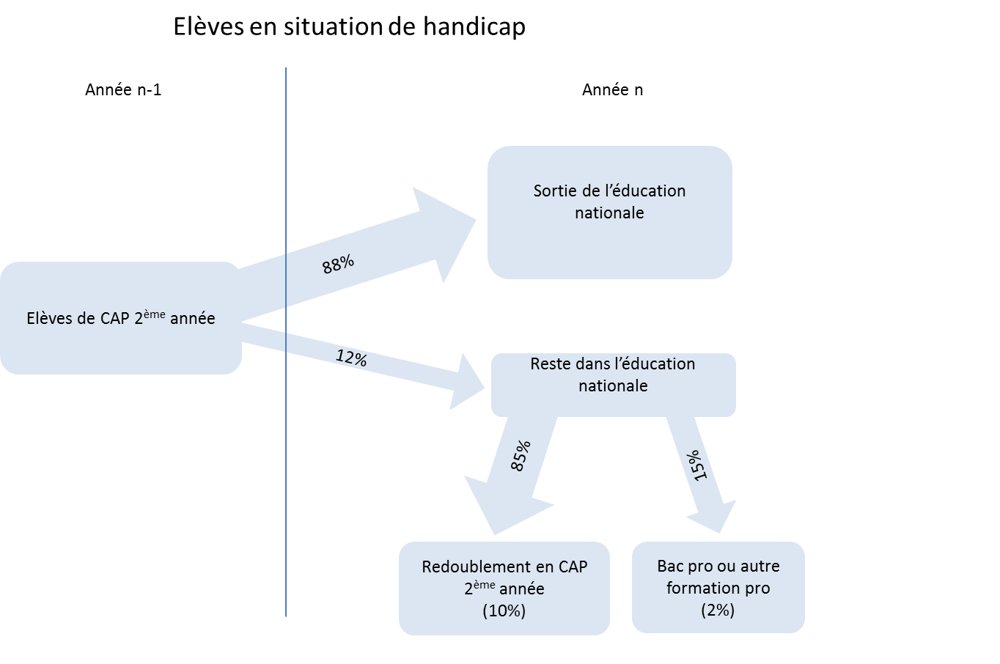 Elèves en situation de handicap
Année n-1
Année n
Sortie de l’éducation
nationale
88%
Elèves de CAP 2ème année
12%
Reste dans l’éducation
nationale
85%
15%
Redoublement en CAP
2ème année
(10%)
Bac pro ou autre
formation pro
(2%)